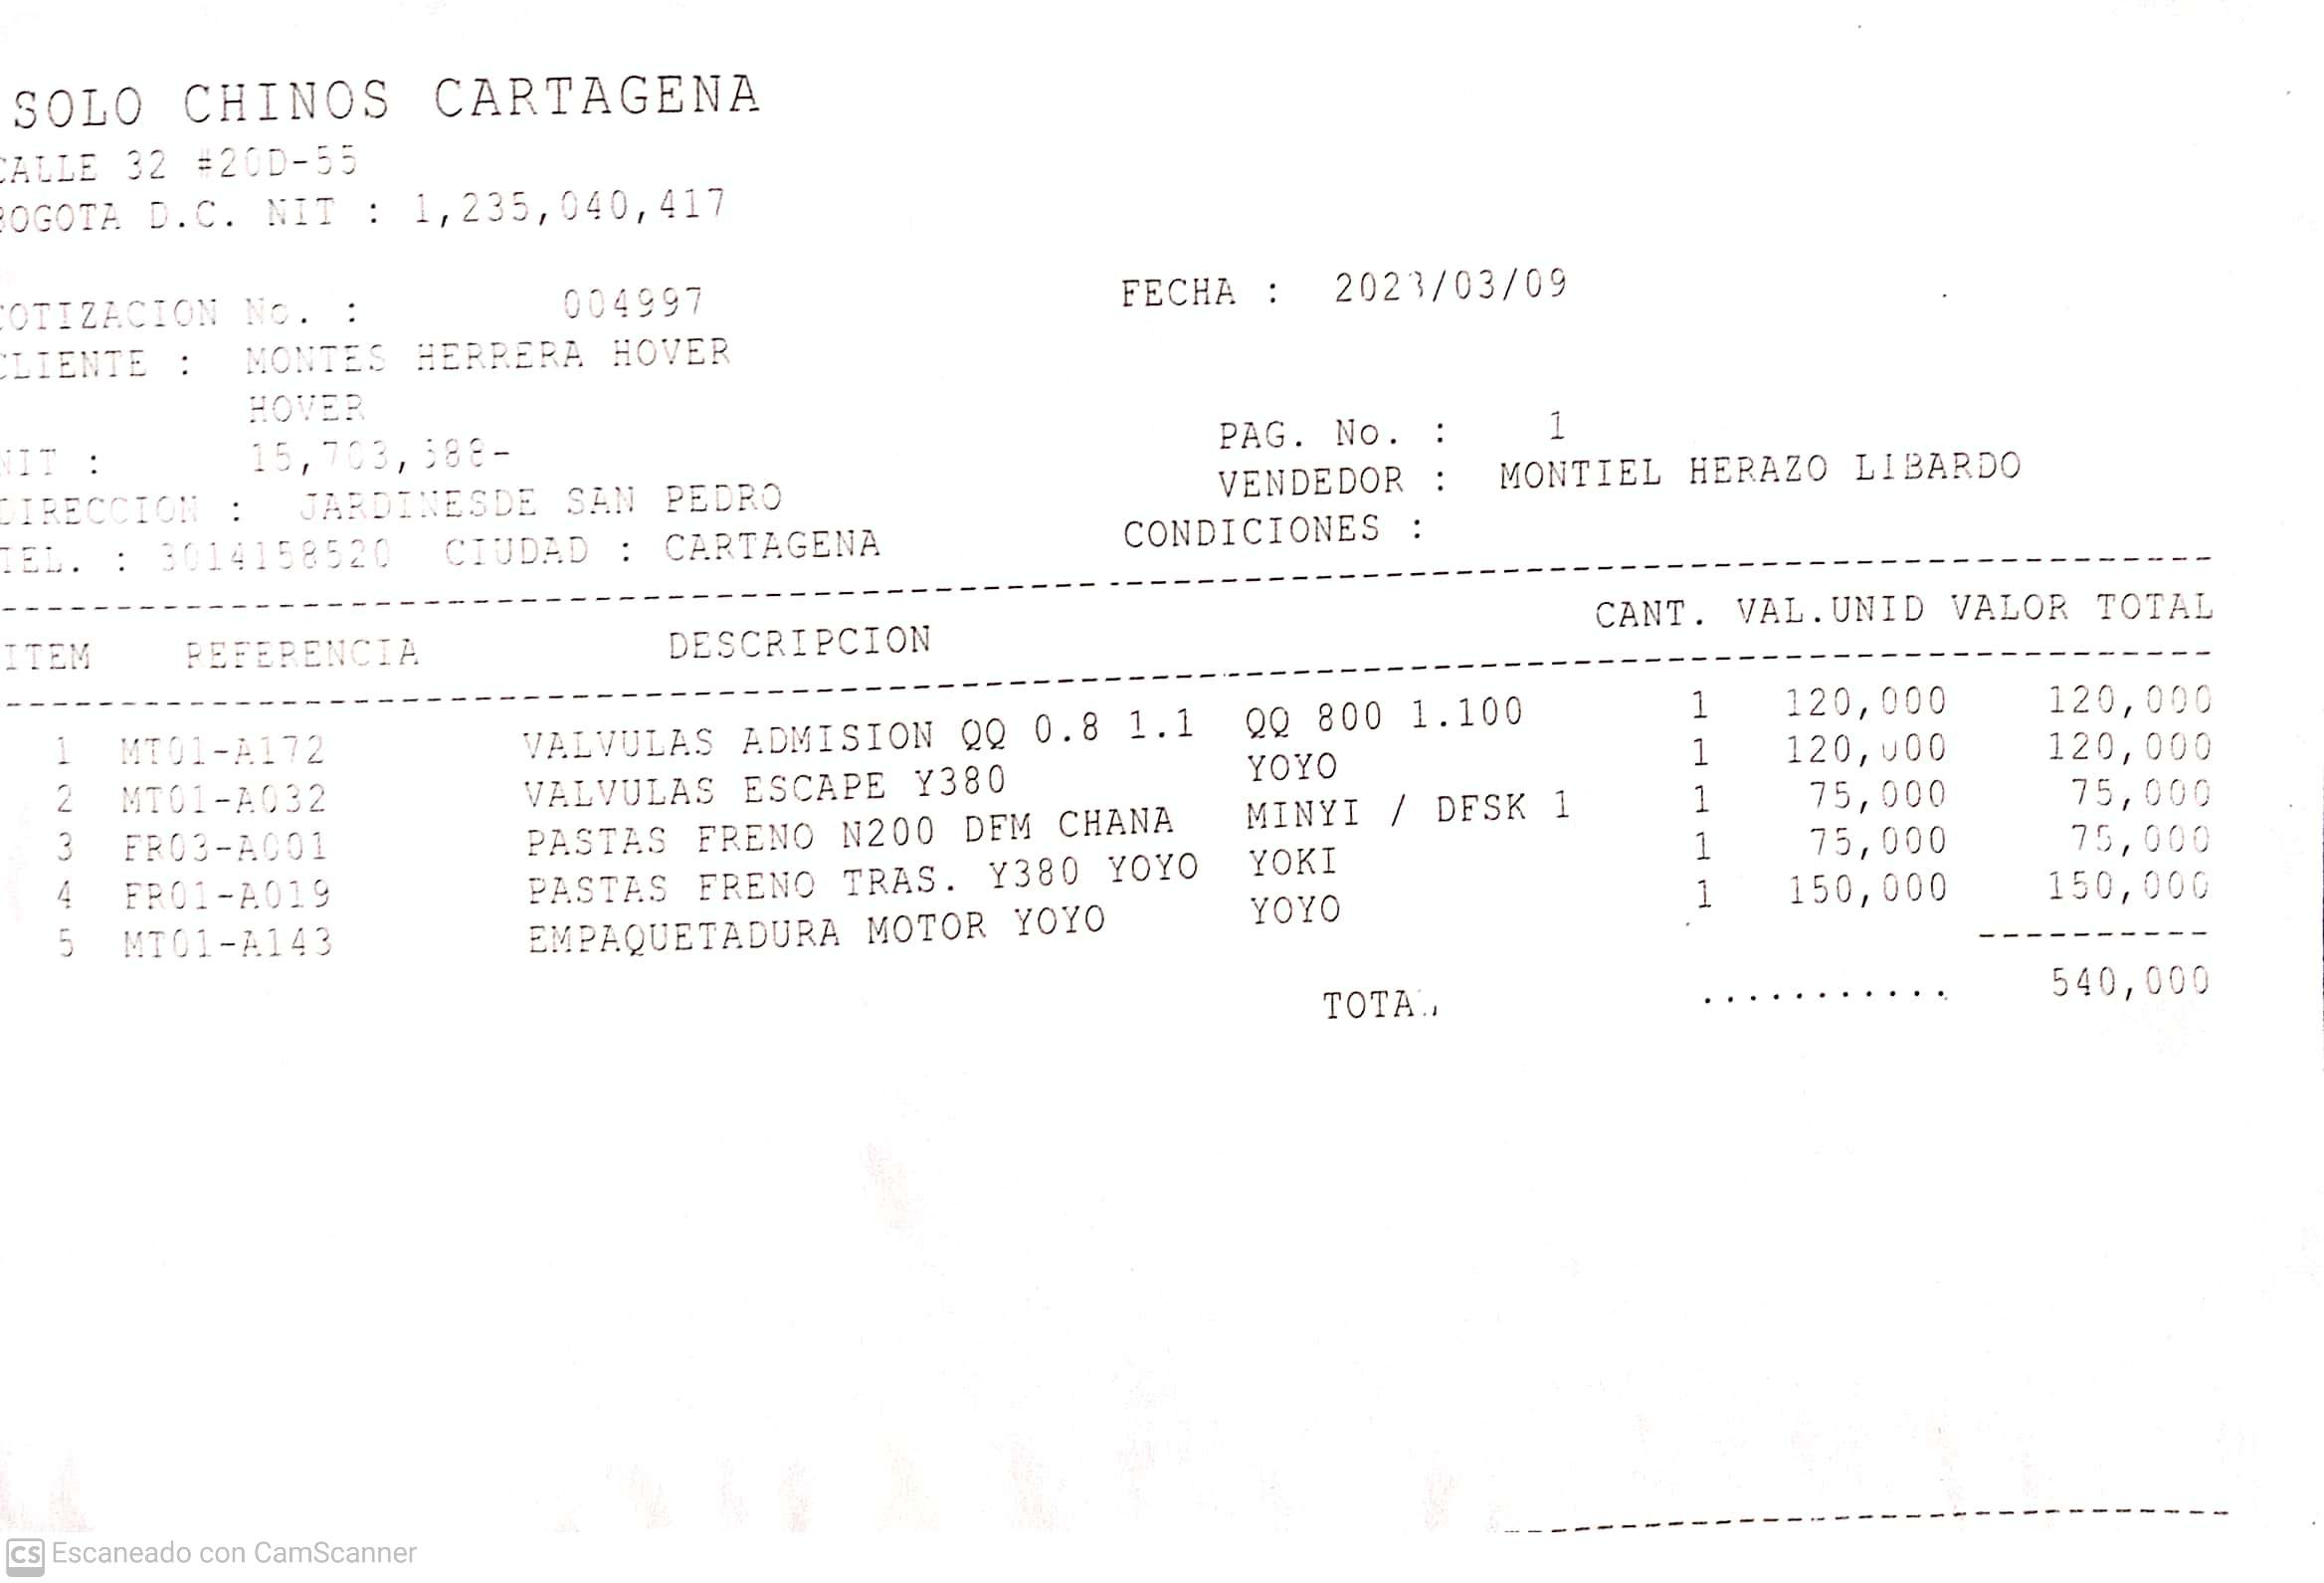 SOLO CHINOS CARTAGENA
CALLE 32 #20D-55
BOGOTA D.C. NIT : 1,235,040,417
COTIZACION No. : 004997 FECHA : 2023/03/09
CLIENTE : MONTES HERRERA HOVER
HOVER
NIT : PAG. No. : 1
DIRECCION : JARDINESDE SAN PEDRO VENDEDOR : MONTIEL HERAZO LIBARDO
TEL. : 3014158520 CIUDAD : CARTAGENA CONDICIONES :
ITEM REFERENCIA DESCRIPCION CANT. VAL.UNID VALOR TOTAL
1 MT01-A172 VALVULAS ADMISION QQ 0.8 1.1 QQ 800 1.100 1 120,000 120,000
2 MT01-A032 VALVULAS ESCAPE Y380 YOYO 1 120,000 120,000
3 FR03-A001 PASTAS FRENO N200 DFM CHANA MINYI / DFSK 1 1 75,000 75,000
4 FR01-A019 PASTAS FRENO TRAS. Y380 YOYO YOKI 1 75,000 75,000
5 MT01-A143 EMPAQUETADURA MOTOR YOYO YOYO 1 150,000 150,000
TOTAL ........... 540,000
CS Escaneado con CamScanner